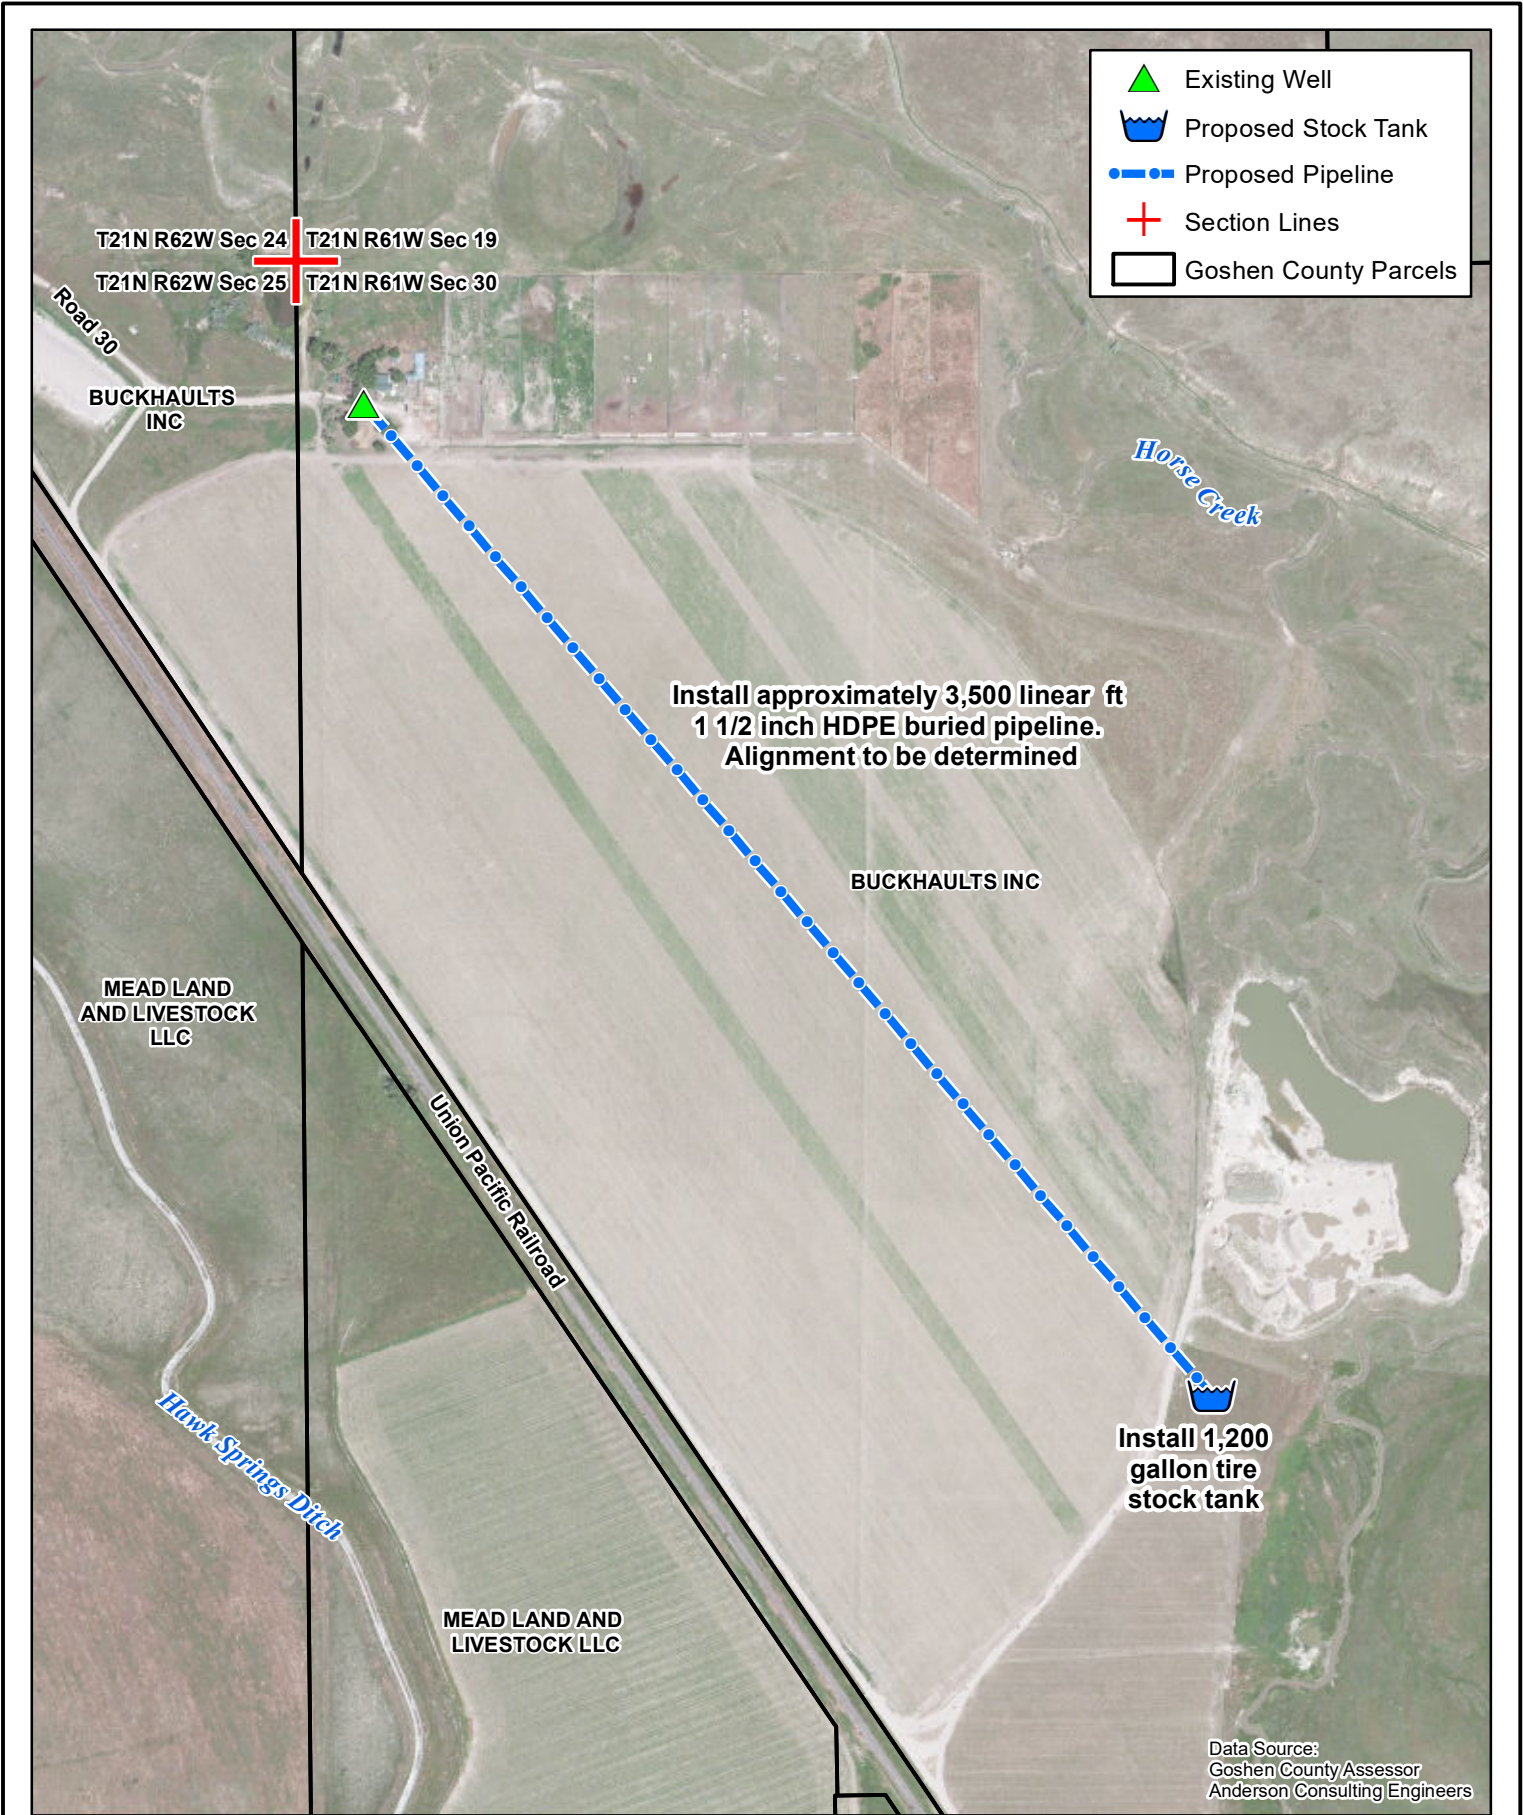 Existing Well
Proposed Stock Tank
Proposed Pipeline
Section Lines
Goshen County Parcels
T21N R62W Sec 24
T21N R61W Sec 19
T21N R62W Sec 25
T21N R61W Sec 30
Road 30
BUCKHAULTS
INC
Horse Creek
Install approximately 3,500 linear ft
1 1/2 inch HDPE buried pipeline.
Alignment to be determined
BUCKHAULTS INC
MEAD LAND
AND LIVESTOCK
LLC
Union Pacific Railroad
Hawk Springs Ditch
Install 1,200
gallon tire
stock tank
MEAD LAND AND
LIVESTOCK LLC
Data Source:
Goshen County Assessor
Anderson Consulting Engineers